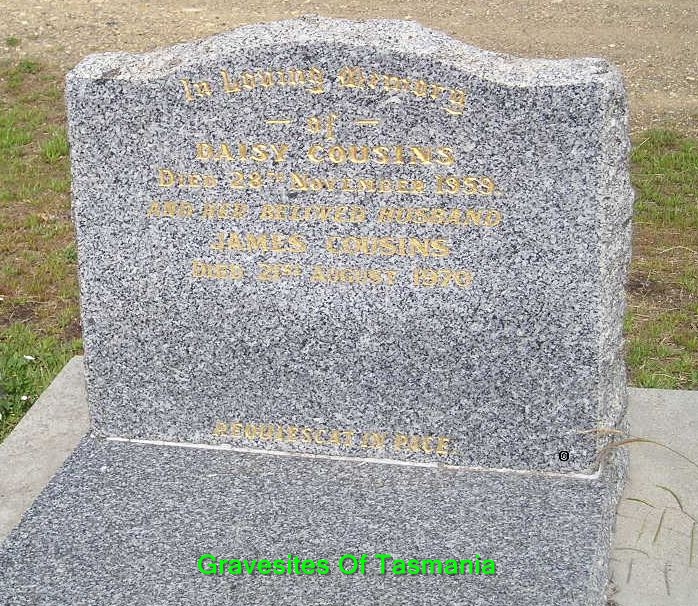 In Loving Memory
— of —
DAISY COUSINS
DIED 28TH NOVEMBER 1959.
AND HER BELOVED HUSBAND
JAMES COUSINS
DIED 21ST AUGUST 1970
REQUIESCAT IN PACE.
Gravesites Of Tasmania